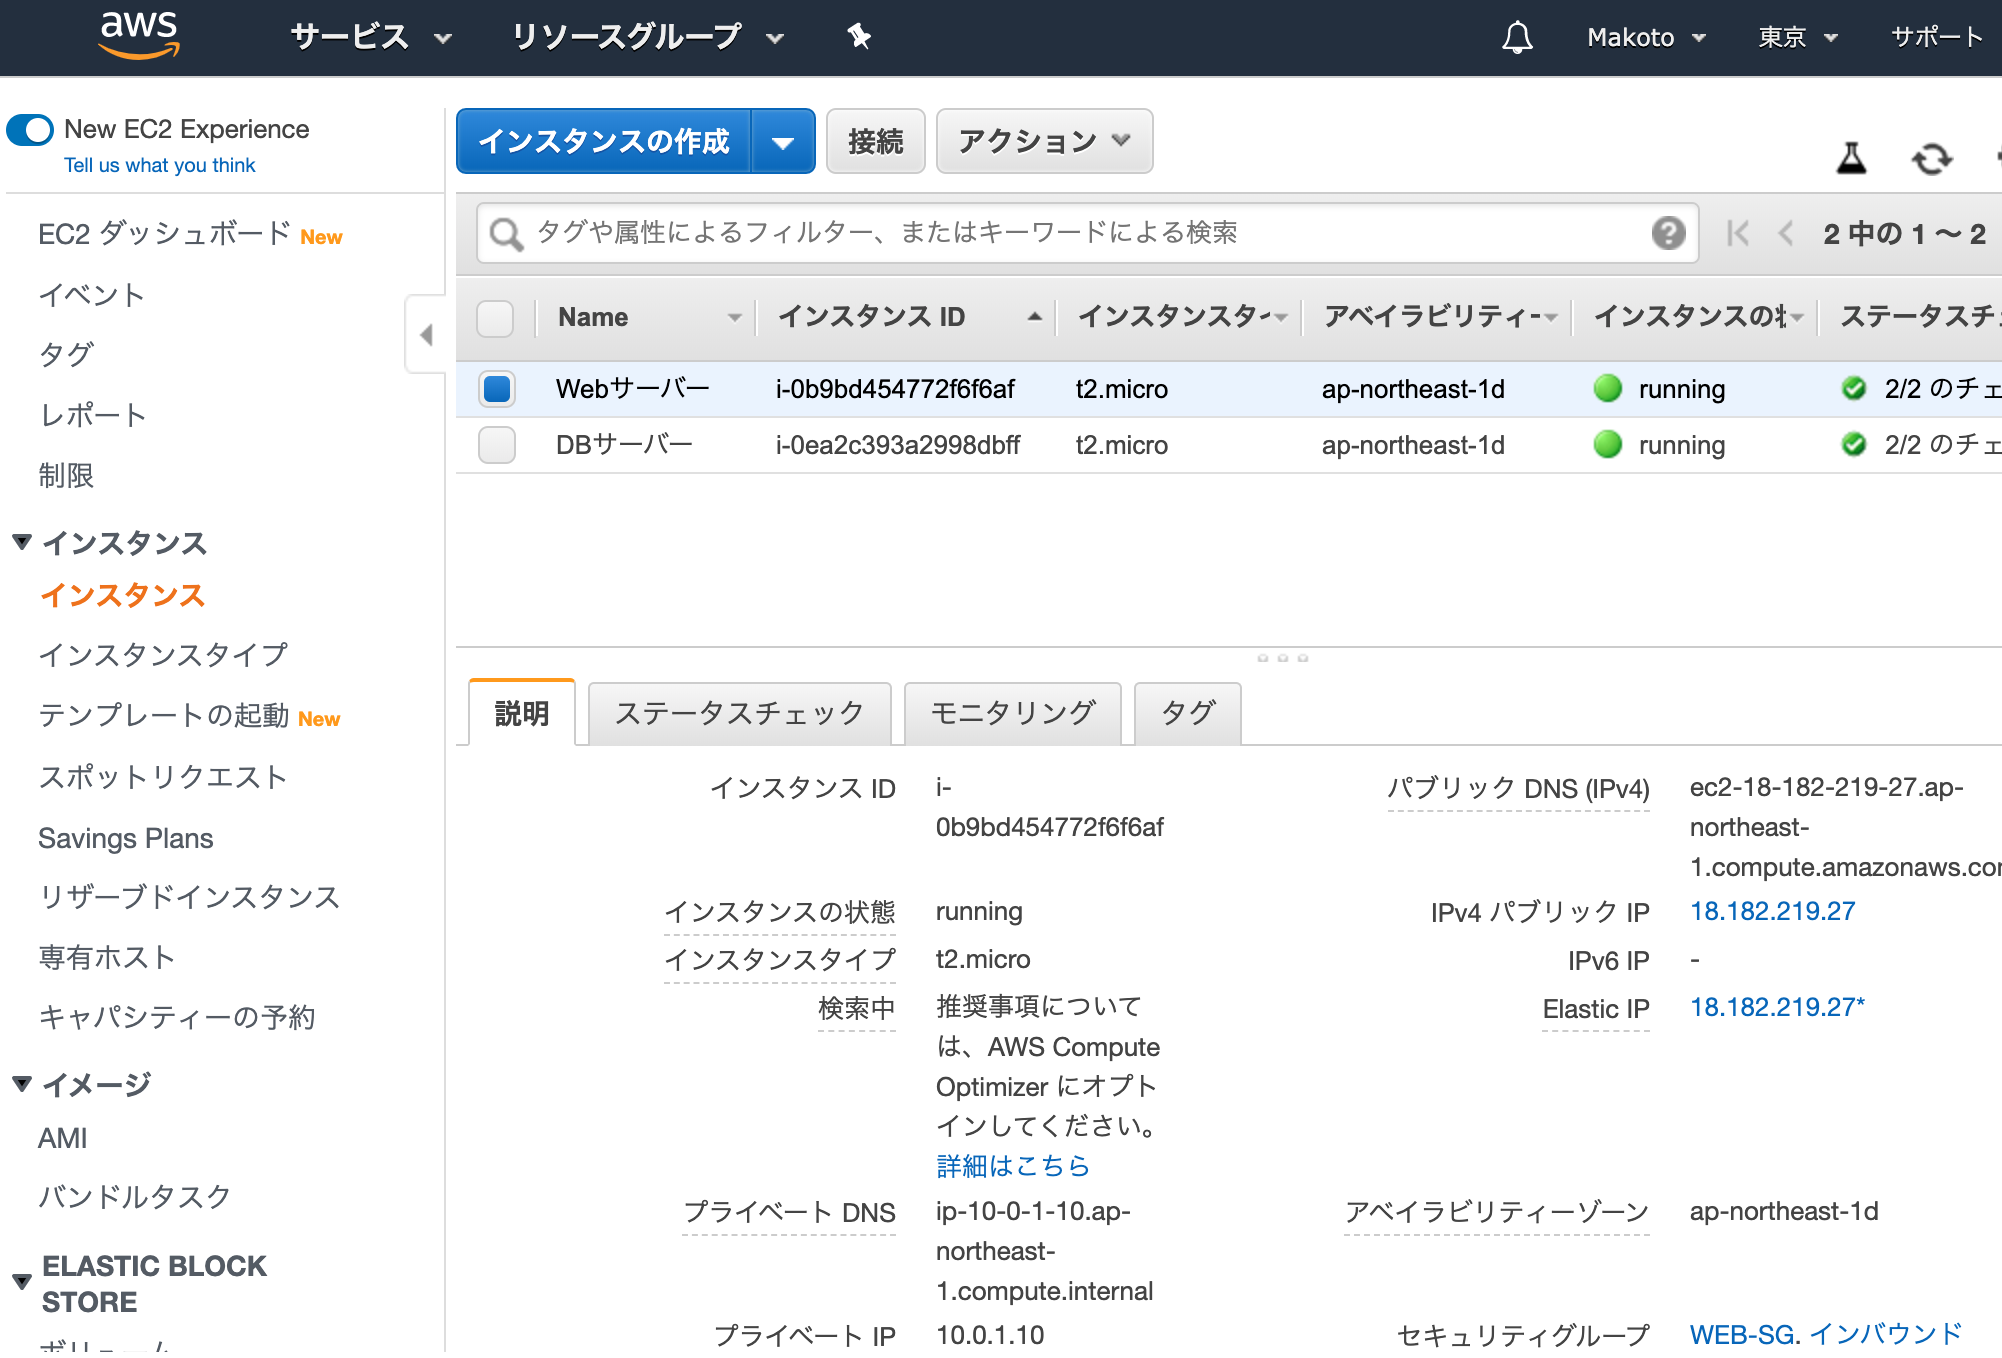 aws サービス リソースグループ Makoto 東京 サポート
New EC2 Experience
Tell us what you think
EC2 ダッシュボード New
イベント
タグ
レポート
制限
インスタンス
インスタンス
インスタンスタイプ
テンプレートの起動 New
スポットリクエスト
Savings Plans
リザーブドインスタンス
専有ホスト
キャパシティーの予約
イメージ
AMI
バンドルタスク
ELASTIC BLOCK
STORE
ボリューム
インスタンスの作成 接続 アクション
タグや属性によるフィルター、またはキーワードによる検索 2 中の 1 ～ 2
Name インスタンス ID インスタンスタ アベイラビリティー インスタンスの ステータスチ
Webサーバー i-0b9bd454772f6f6af t2.micro ap-northeast-1d running 2/2 のチェ
DBサーバー i-0ea2c393a2998dbff t2.micro ap-northeast-1d running 2/2 のチェ
説明 ステータスチェック モニタリング タグ
インスタンス ID i-
0b9bd454772f6f6af
パブリック DNS (IPv4) ec2-18-182-219-27.ap-
northeast-
1.compute.amazonaws.co
インスタンスの状態 running
IPv4 パブリック IP 18.182.219.27
インスタンスタイプ t2.micro
IPv6 IP -
検索中 推奨事項について
は、AWS Compute
Optimizer にオプト
インしてください。
詳細はこちら
Elastic IP 18.182.219.27*
プライベート DNS ip-10-0-1-10.ap-
northeast-
1.compute.internal
アベイラビリティーゾーン ap-northeast-1d
プライベート IP 10.0.1.10
セキュリティグループ WEB-SG. インバウンド